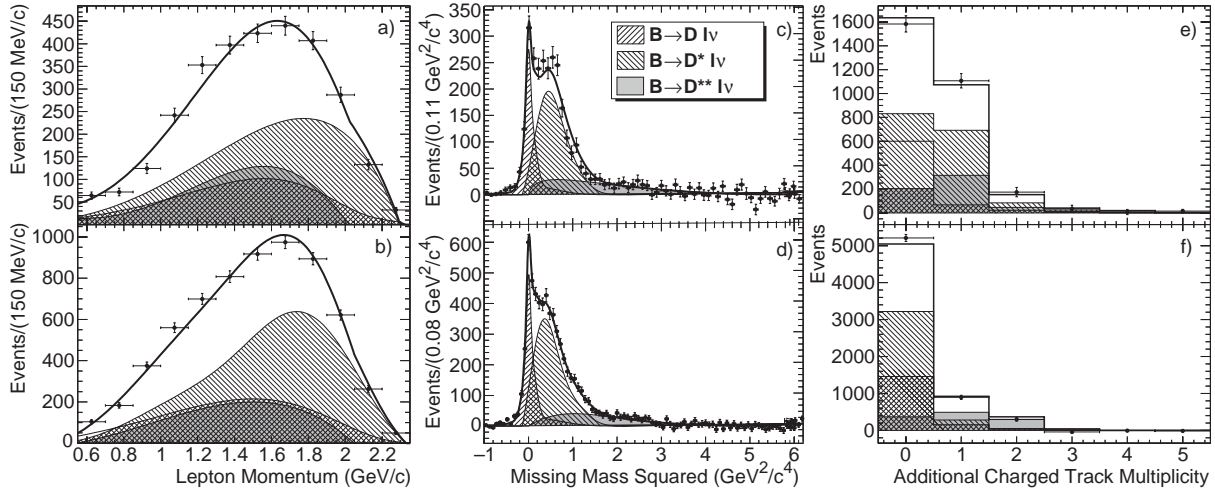 Events/(150 MeV/c)
450
400
350
300
250
200
150
100
50
a)
Events/(0.11 GeV²/c⁴)
350
300
250
200
150
100
50
0
-50
c)
B→D lν
B→D* lν
B→D** lν
Events
1600
1400
1200
1000
800
600
400
200
0
e)
Events/(150 MeV/c)
1000
800
600
400
200
0
b)
0.6 0.8 1 1.2 1.4 1.6 1.8 2 2.2
Lepton Momentum (GeV/c)
Events/(0.08 GeV²/c⁴)
600
500
400
300
200
100
0
d)
-1 0 1 2 3 4 5 6
Missing Mass Squared (GeV²/c⁴)
Events
5000
4000
3000
2000
1000
0
f)
0 1 2 3 4 5
Additional Charged Track Multiplicity